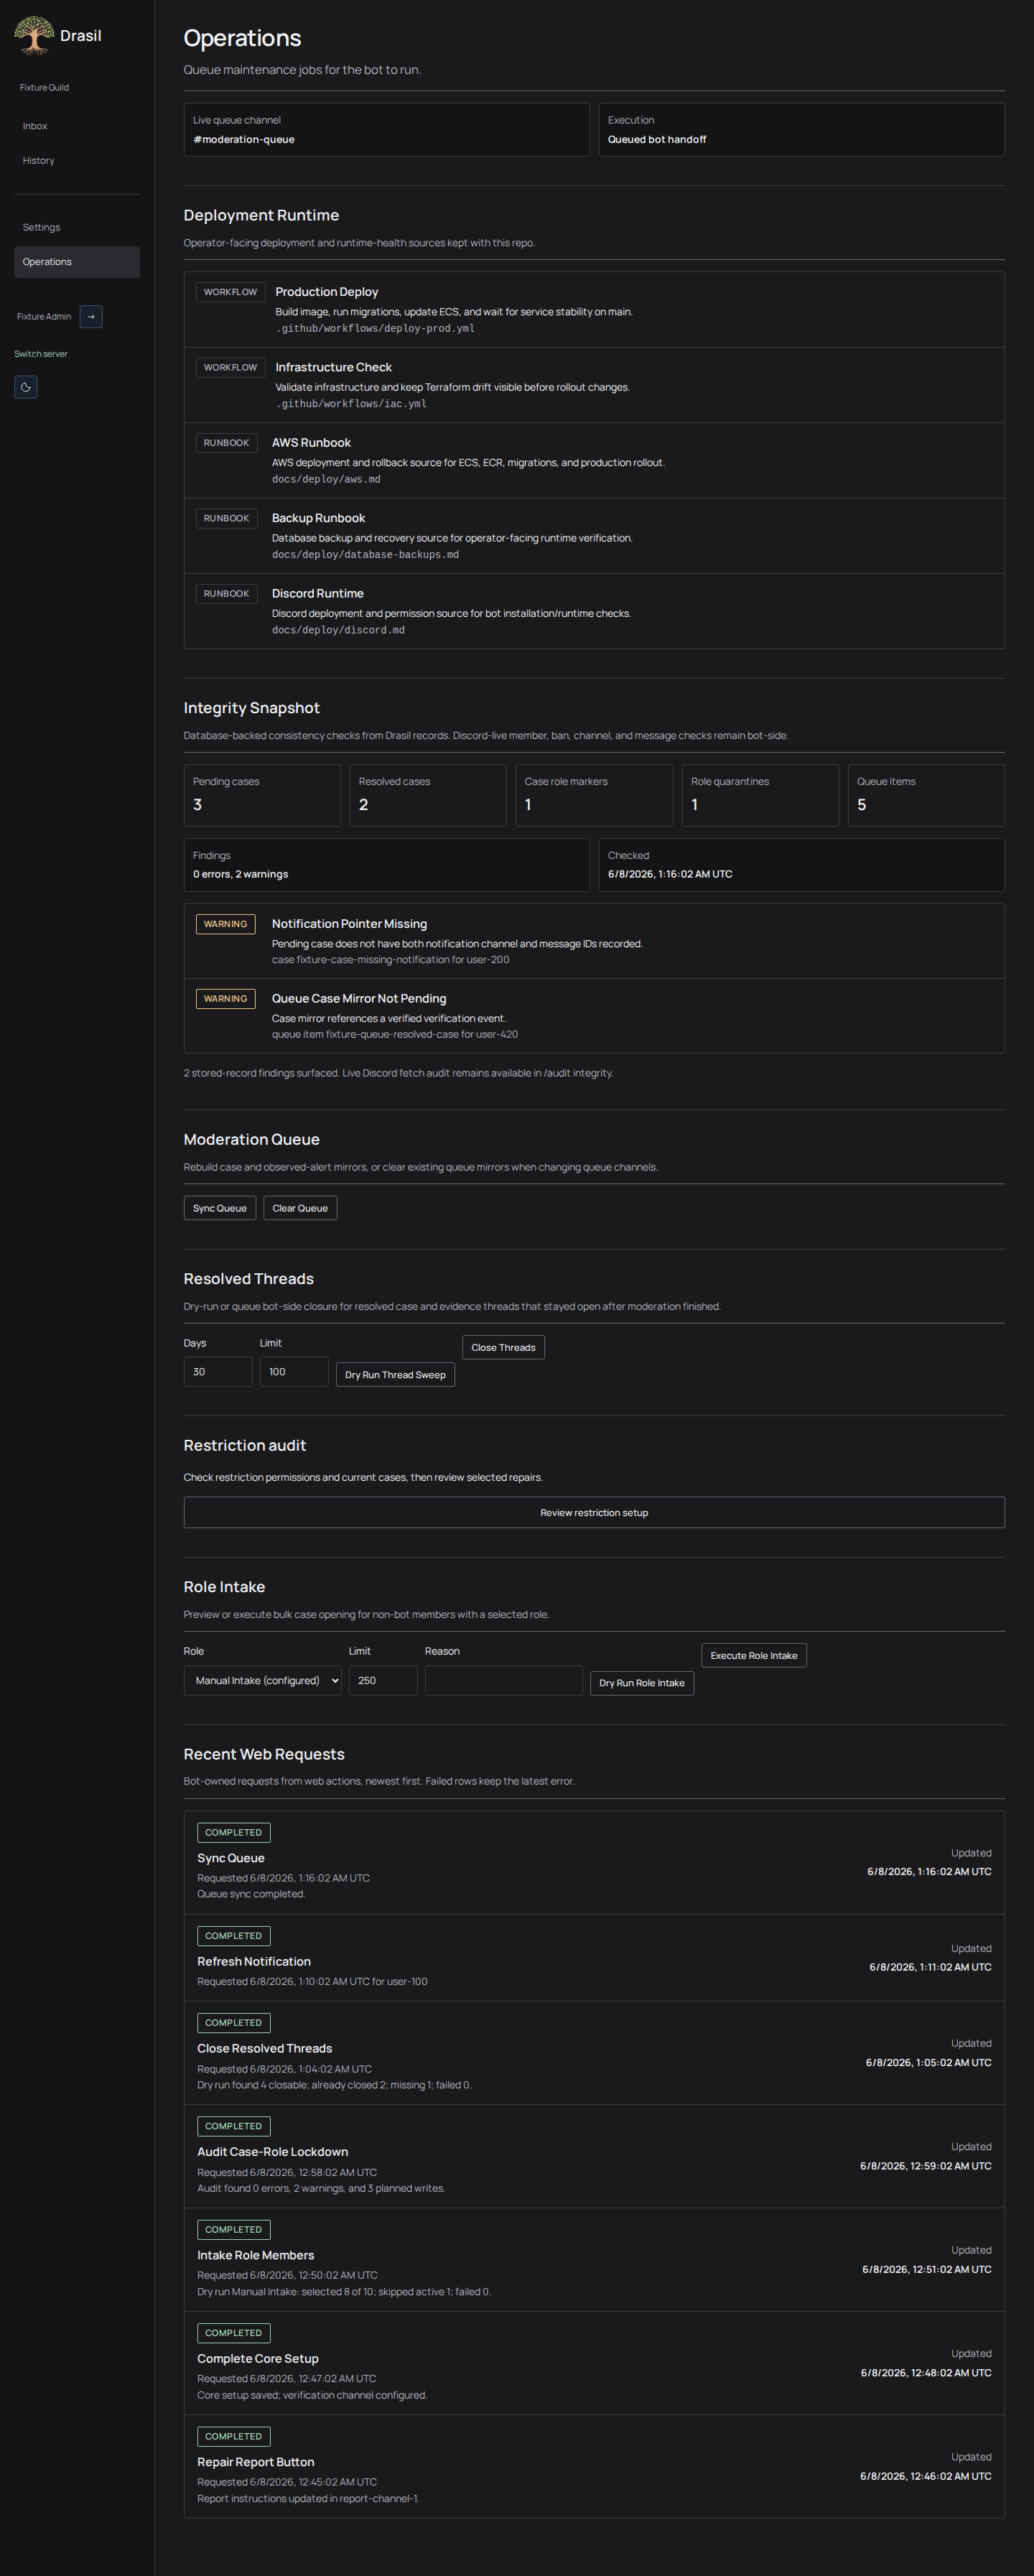 Drasil
Fixture Guild
Inbox
History
Settings
Operations
Fixture Admin →
Switch server
Operations
Queue maintenance jobs for the bot to run.
Live queue channel
#moderation-queue
Execution
Queued bot handoff
Deployment Runtime
Operator-facing deployment and runtime-health sources kept with this repo.
WORKFLOW
Production Deploy
Build image, run migrations, update ECS, and wait for service stability on main.
.github/workflows/deploy-prod.yml
WORKFLOW
Infrastructure Check
Validate infrastructure and keep Terraform drift visible before rollout changes.
.github/workflows/iac.yml
RUNBOOK
AWS Runbook
AWS deployment and rollback source for ECS, ECR, migrations, and production rollout.
docs/deploy/aws.md
RUNBOOK
Backup Runbook
Database backup and recovery source for operator-facing runtime verification.
docs/deploy/database-backups.md
RUNBOOK
Discord Runtime
Discord deployment and permission source for bot installation/runtime checks.
docs/deploy/discord.md
Integrity Snapshot
Database-backed consistency checks from Drasil records. Discord-live member, ban, channel, and message checks remain bot-side.
Pending cases
3
Resolved cases
2
Case role markers
1
Role quarantines
1
Queue items
5
Findings
0 errors, 2 warnings
Checked
6/8/2026, 1:16:02 AM UTC
WARNING
Notification Pointer Missing
Pending case does not have both notification channel and message IDs recorded.
case fixture-case-missing-notification for user-200
WARNING
Queue Case Mirror Not Pending
Case mirror references a verified verification event.
queue item fixture-queue-resolved-case for user-420
2 stored-record findings surfaced. Live Discord fetch audit remains available in /audit integrity.
Moderation Queue
Rebuild case and observed-alert mirrors, or clear existing queue mirrors when changing queue channels.
Sync Queue
Clear Queue
Resolved Threads
Dry-run or queue bot-side closure for resolved case and evidence threads that stayed open after moderation finished.
Days
30
Limit
100
Dry Run Thread Sweep
Close Threads
Restriction audit
Check restriction permissions and current cases, then review selected repairs.
Review restriction setup
Role Intake
Preview or execute bulk case opening for non-bot members with a selected role.
Role
Manual Intake (configured)
Limit
250
Reason
Dry Run Role Intake
Execute Role Intake
Recent Web Requests
Bot-owned requests from web actions, newest first. Failed rows keep the latest error.
COMPLETED
Sync Queue
Requested 6/8/2026, 1:16:02 AM UTC
Queue sync completed.
Updated
6/8/2026, 1:16:02 AM UTC
COMPLETED
Refresh Notification
Requested 6/8/2026, 1:10:02 AM UTC for user-100
Updated
6/8/2026, 1:11:02 AM UTC
COMPLETED
Close Resolved Threads
Requested 6/8/2026, 1:04:02 AM UTC
Dry run found 4 closable; already closed 2; missing 1; failed 0.
Updated
6/8/2026, 1:05:02 AM UTC
COMPLETED
Audit Case-Role Lockdown
Requested 6/8/2026, 12:58:02 AM UTC
Audit found 0 errors, 2 warnings, and 3 planned writes.
Updated
6/8/2026, 12:59:02 AM UTC
COMPLETED
Intake Role Members
Requested 6/8/2026, 12:50:02 AM UTC
Dry run Manual Intake: selected 8 of 10; skipped active 1; failed 0.
Updated
6/8/2026, 12:51:02 AM UTC
COMPLETED
Complete Core Setup
Requested 6/8/2026, 12:47:02 AM UTC
Core setup saved; verification channel configured.
Updated
6/8/2026, 12:48:02 AM UTC
COMPLETED
Repair Report Button
Requested 6/8/2026, 12:45:02 AM UTC
Report instructions updated in report-channel-1.
Updated
6/8/2026, 12:46:02 AM UTC